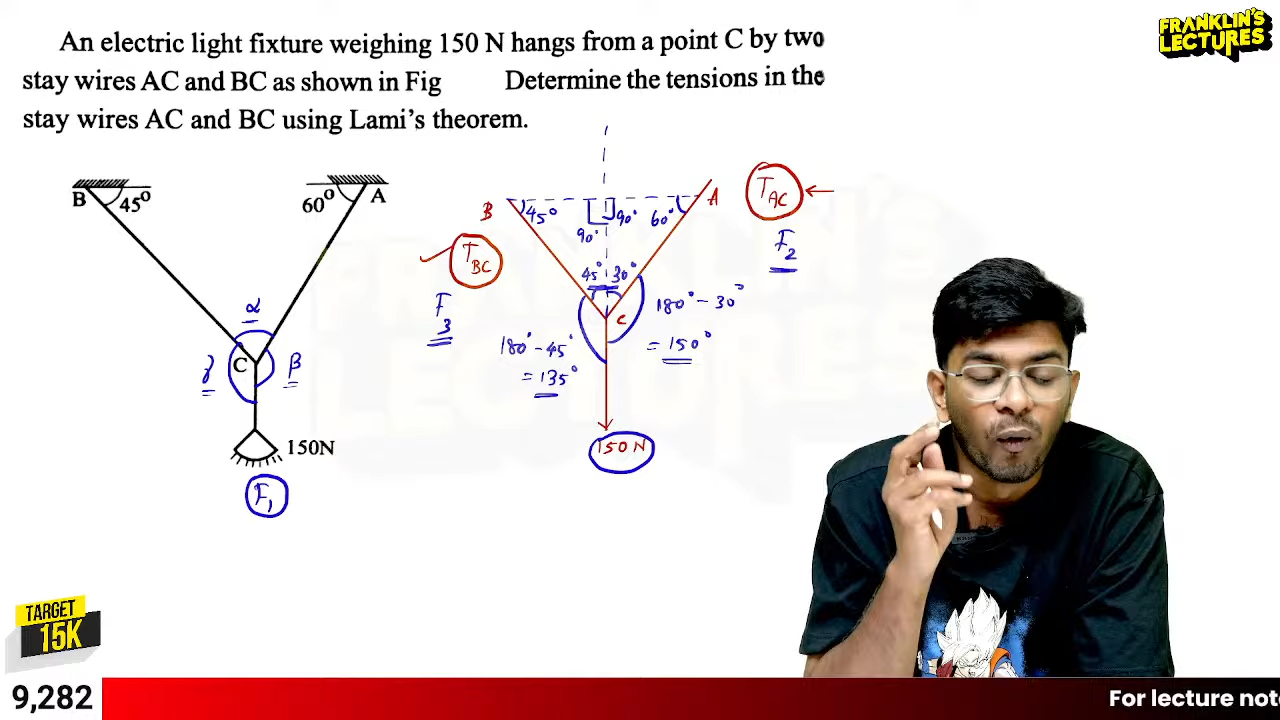 An electric light fixture weighing 150 N hangs from a point C by two
stay wires AC and BC as shown in Fig Determine the tensions in the
stay wires AC and BC using Lami's theorem.
FRANKLIN'S
LECTURES
B 45⁰
60⁰ A
α
γ C β
150N
F₁
B 45° 90° 60° A
90°
T_BC
F₃
T_AC ←
F₂
45° 30°
C
180° - 30°
= 150°
180° - 45°
= 135°
150N
TARGET
15K
9,282
For lecture not